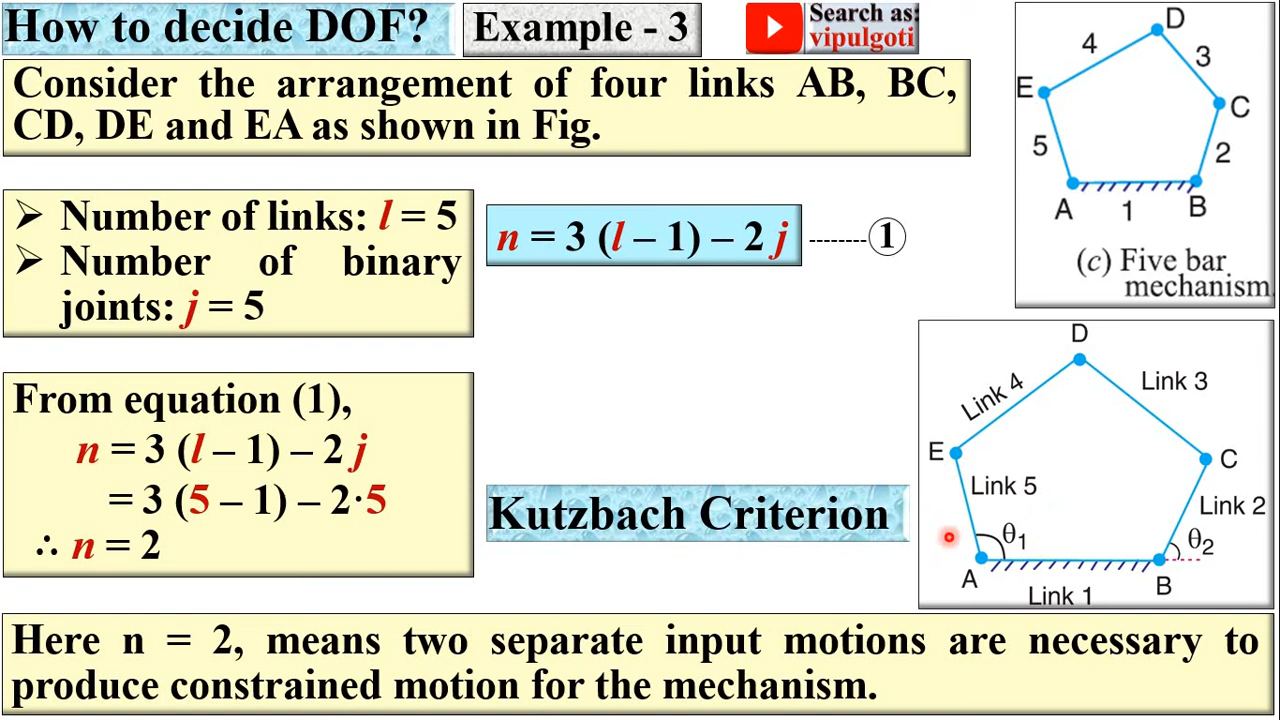 How to decide DOF?
Example - 3
Search as:
vipulgoti
Consider the arrangement of four links AB, BC,
CD, DE and EA as shown in Fig.
➢ Number of links: l = 5
➢ Number of binary
joints: j = 5
n = 3 (l – 1) – 2 j --------- ①
D
4
3
E
C
5
2
A
1
B
(c) Five bar
mechanism
From equation (1),
n = 3 (l – 1) – 2 j
= 3 (5 – 1) – 2·5
∴ n = 2
Kutzbach Criterion
D
Link 4
Link 3
E
C
Link 5
Link 2
θ1
θ2
A
B
Link 1
Here n = 2, means two separate input motions are necessary to
produce constrained motion for the mechanism.